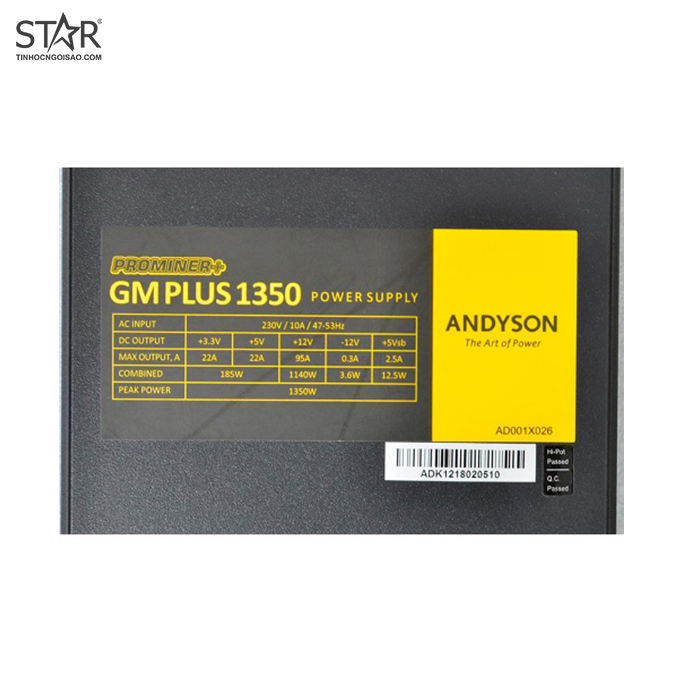 STAR®
TINHOCNGOISAO.COM
PROMINER+
GM PLUS 1350 POWER SUPPLY
AC INPUT 230V / 10A / 47-53Hz
DC OUTPUT +3.3V +5V +12V -12V +5Vsb
MAX OUTPUT, A 22A 22A 95A 0.3A 2.5A
COMBINED 185W 1140W 3.6W 12.5W
PEAK POWER 1350W
ANDYSON
The Art of Power
AD001X026
ADK1218020510
Hi-Pot
Passed
Q.C.
Passed